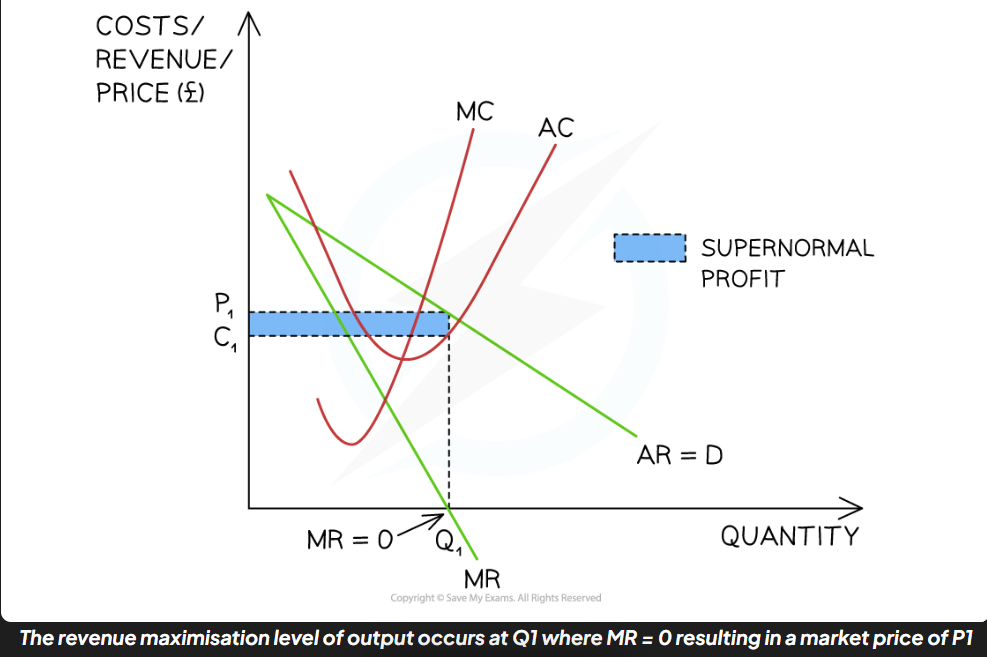 COSTS/
REVENUE/
PRICE (£)
MC
AC
SUPERNORMAL
PROFIT
P₁
C₁
AR = D
MR = 0
Q₁
QUANTITY
MR
Copyright © Save My Exams. All Rights Reserved
The revenue maximisation level of output occurs at Q1 where MR = 0 resulting in a market price of P1